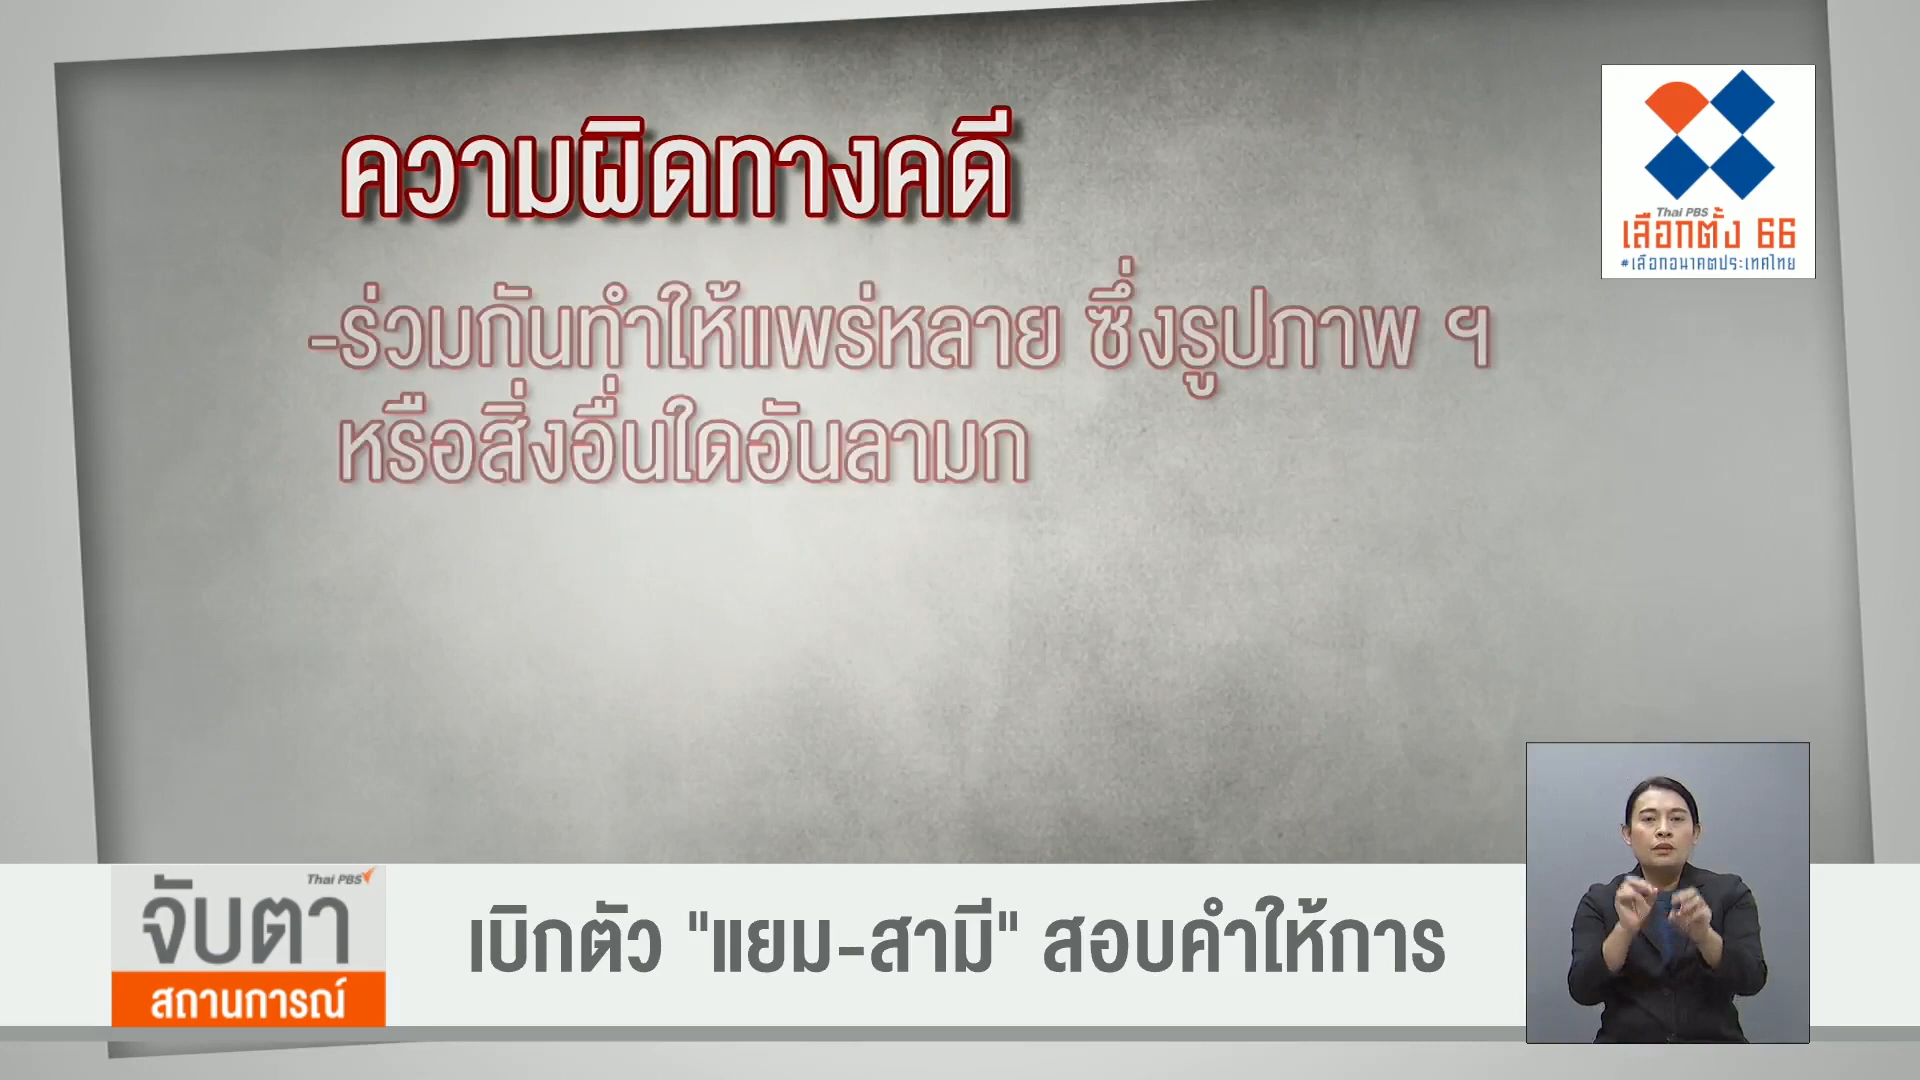 ความผิดทางคดี
-ร่วมกันทำให้แพร่หลาย ซึ่งรูปภาพ ฯ
หรือสิ่งอื่นใดอันลามก
Thai PBS
เลือกตั้ง 66
#เลือกอนาคตประเทศไทย
Thai PBS
จับตา
สถานการณ์
เบิกตัว "แยม-สามี" สอบคำให้การ